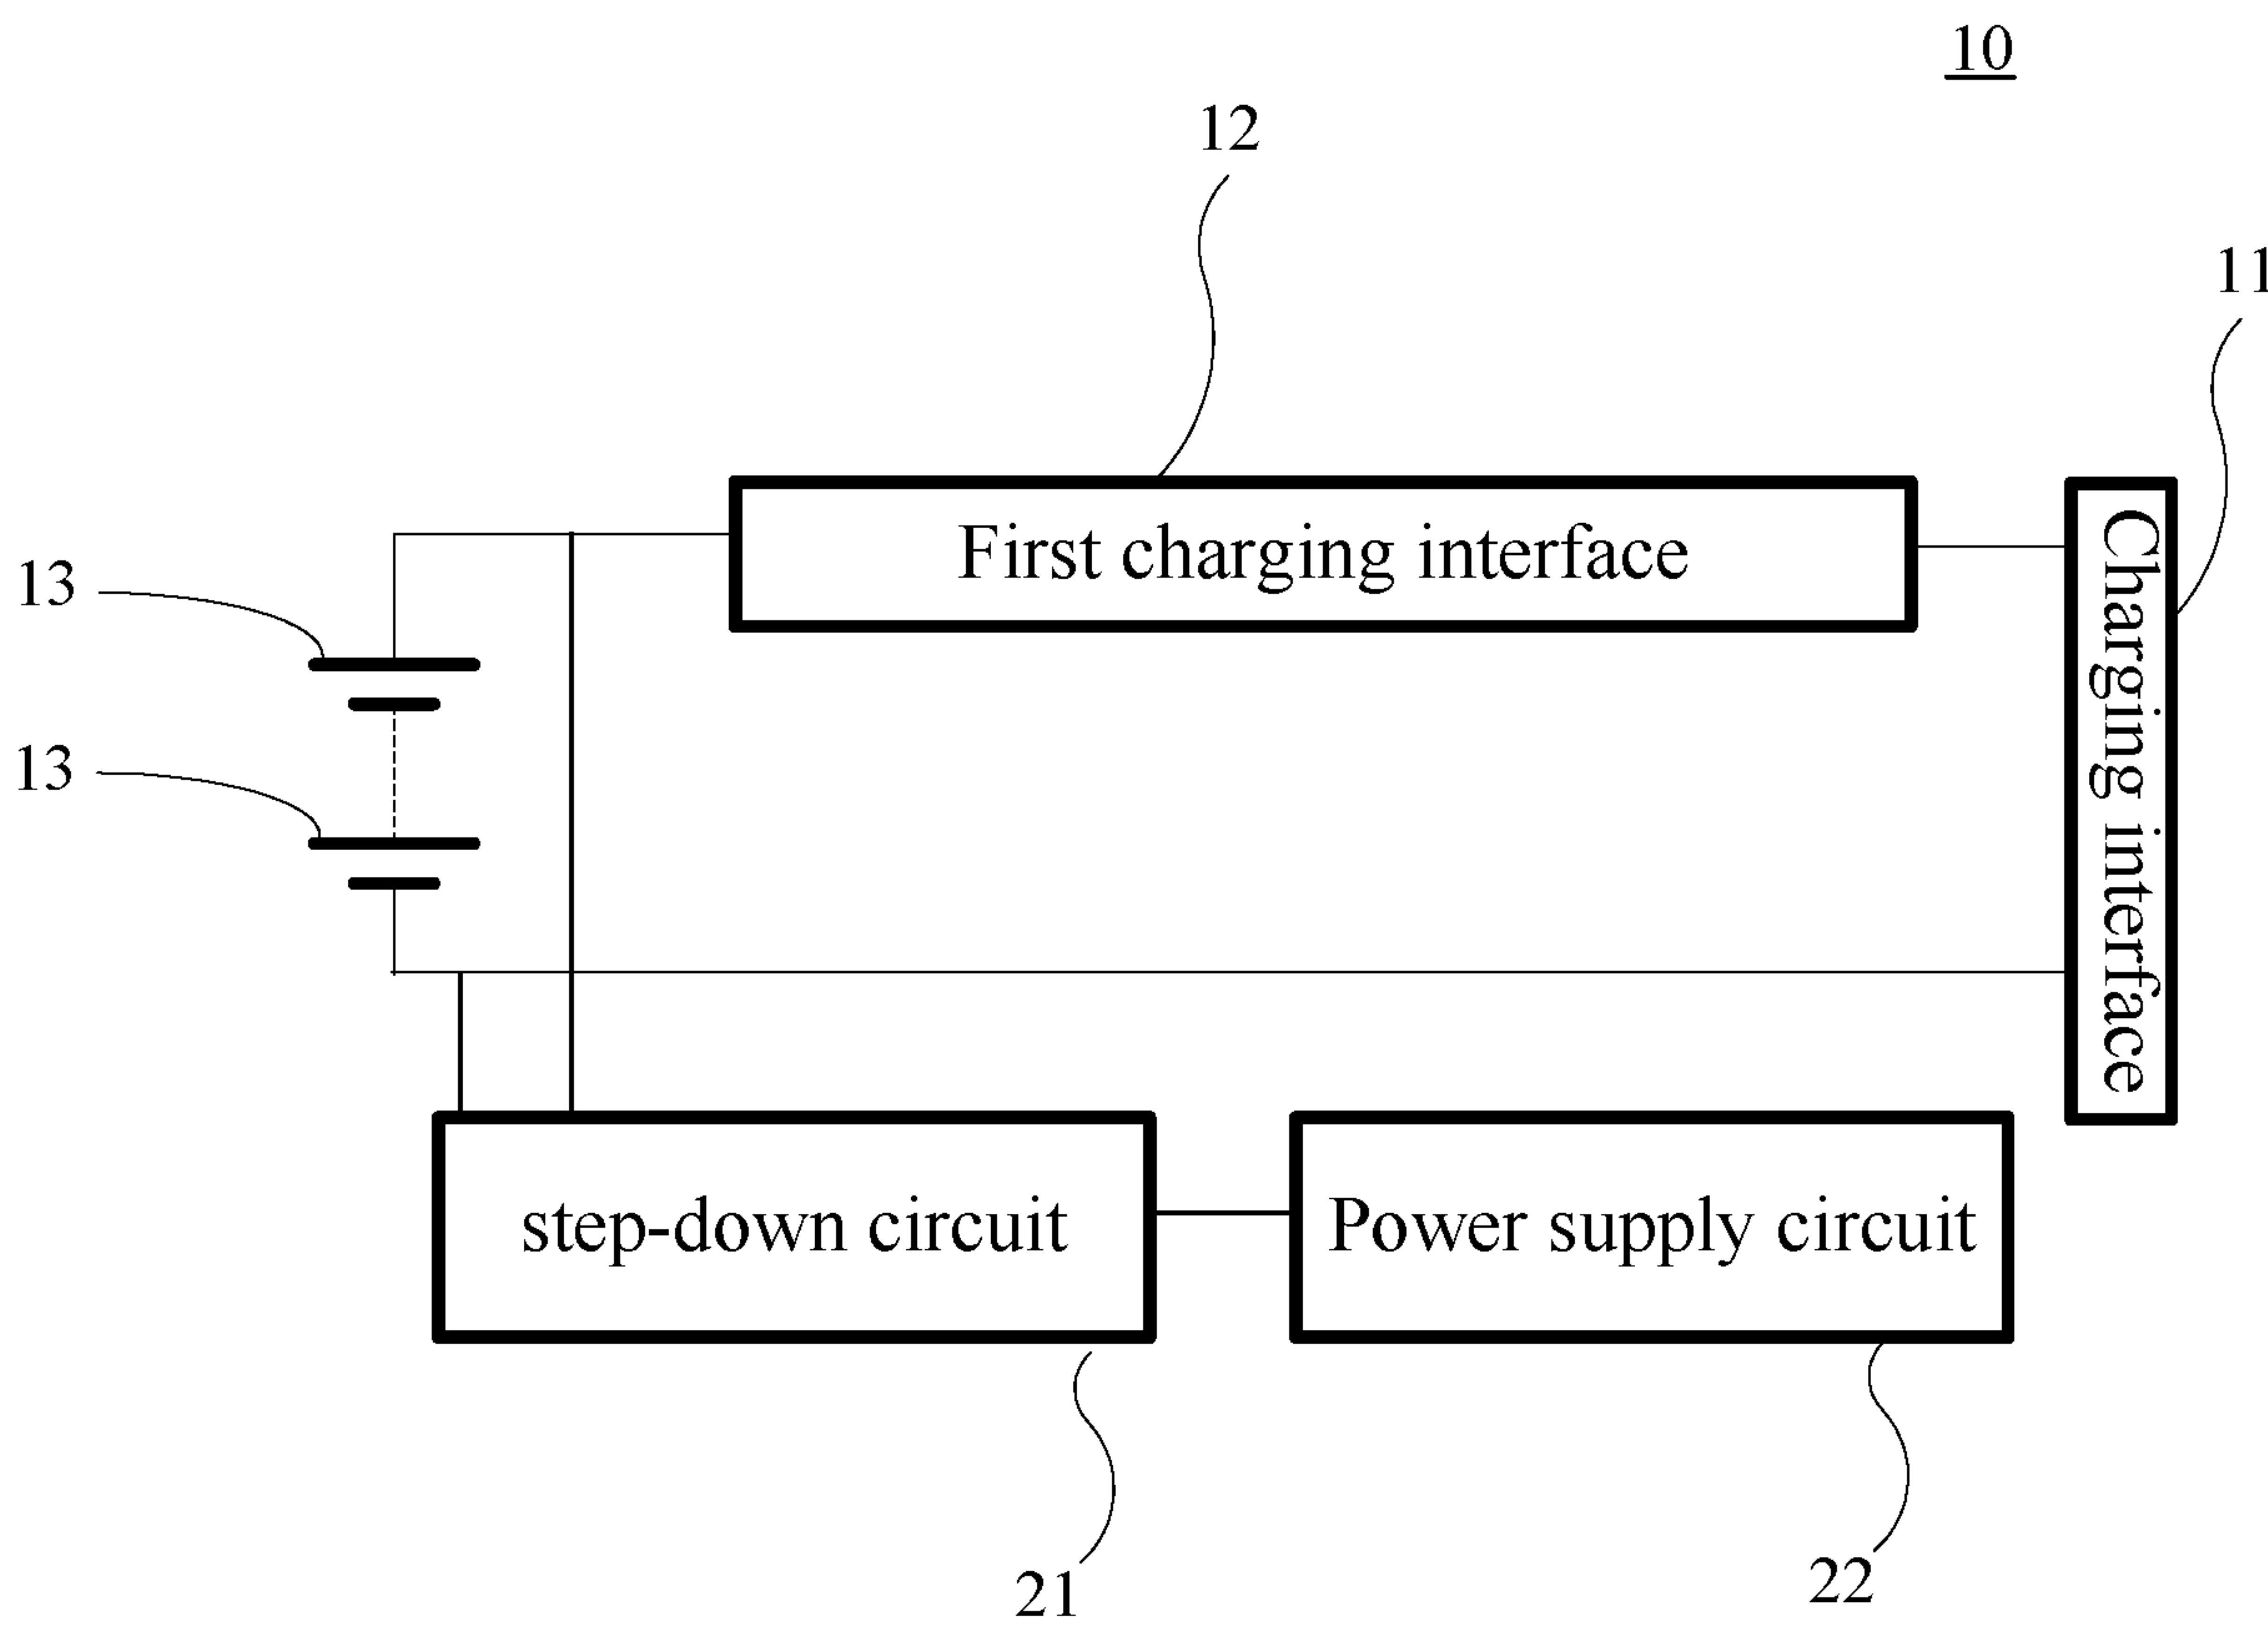 10
12
11
First charging interface
13
13
Charging interface
step-down circuit
Power supply circuit
21
22